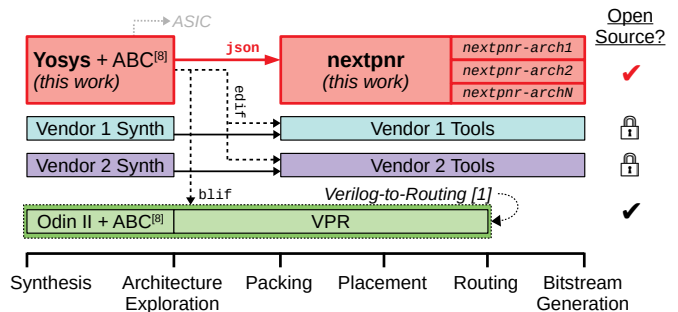 ASIC
Open
Source?
Yosys + ABC[8]
(this work)
json
nextpnr
(this work)
nextpnr-arch1
nextpnr-arch2
nextpnr-archN
✔
edif
Vendor 1 Synth
Vendor 1 Tools
Vendor 2 Synth
Vendor 2 Tools
blif
Verilog-to-Routing [1]
Odin II + ABC[8]
VPR
✔
Synthesis
Architecture
Exploration
Packing
Placement
Routing
Bitstream
Generation